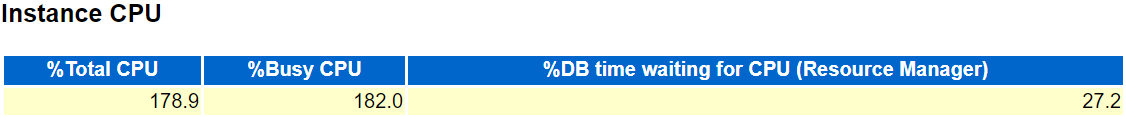 Instance CPU
%Total CPU %Busy CPU %DB time waiting for CPU (Resource Manager)
178.9 182.0 27.2